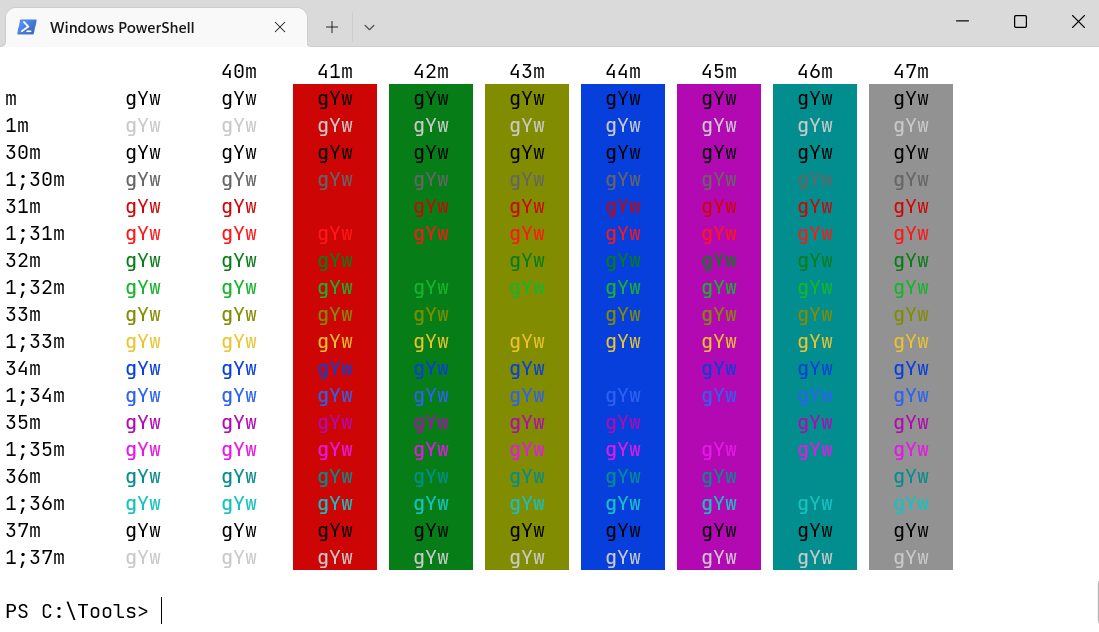 Windows PowerShell
40m 41m 42m 43m 44m 45m 46m 47m
m gYw gYw gYw gYw gYw gYw gYw gYw gYw
1m gYw gYw gYw gYw gYw gYw gYw gYw gYw
30m gYw gYw gYw gYw gYw gYw gYw gYw gYw
1;30m gYw gYw gYw gYw gYw gYw gYw gYw gYw
31m gYw gYw gYw gYw gYw gYw gYw gYw
1;31m gYw gYw gYw gYw gYw gYw gYw gYw gYw
32m gYw gYw gYw gYw gYw gYw gYw gYw
1;32m gYw gYw gYw gYw gYw gYw gYw gYw gYw
33m gYw gYw gYw gYw gYw gYw gYw gYw
1;33m gYw gYw gYw gYw gYw gYw gYw gYw gYw
34m gYw gYw gYw gYw gYw gYw gYw gYw
1;34m gYw gYw gYw gYw gYw gYw gYw gYw gYw
35m gYw gYw gYw gYw gYw gYw gYw gYw
1;35m gYw gYw gYw gYw gYw gYw gYw gYw gYw
36m gYw gYw gYw gYw gYw gYw gYw gYw
1;36m gYw gYw gYw gYw gYw gYw gYw gYw gYw
37m gYw gYw gYw gYw gYw gYw gYw gYw gYw
1;37m gYw gYw gYw gYw gYw gYw gYw gYw gYw
PS C:\Tools>